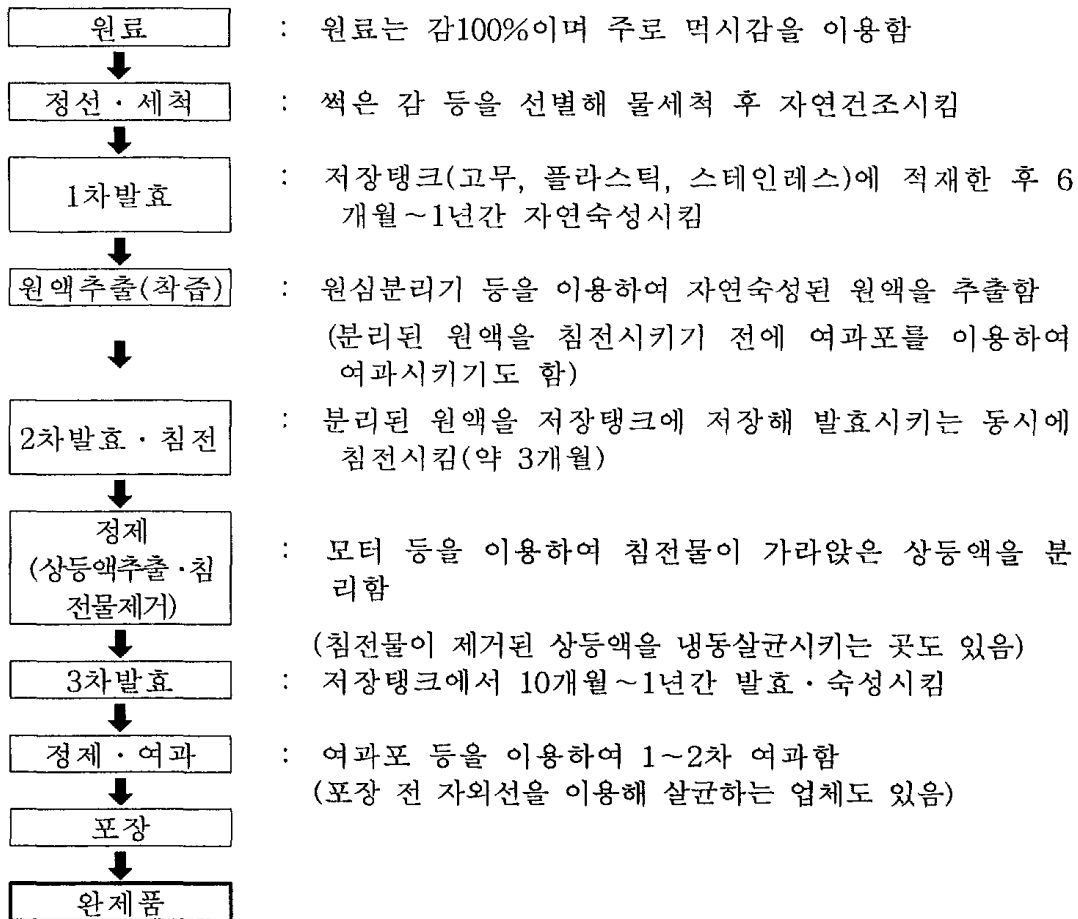 원료 : 원료는 감100%이며 주로 먹시감을 이용함
정선 · 세척 : 썩은 감 등을 선별해 물세척 후 자연건조시킴
1차발효 : 저장탱크(고무, 플라스틱, 스테인레스)에 적재한 후 6
개월~1년간 자연숙성시킴
원액추출(착즙) : 원심분리기 등을 이용하여 자연숙성된 원액을 추출함
(분리된 원액을 침전시키기 전에 여과포를 이용하여
여과시키기도 함)
2차발효 · 침전 : 분리된 원액을 저장탱크에 저장해 발효시키는 동시에
침전시킴(약 3개월)
정제
(상등액추출 · 침
전물제거)
: 모터 등을 이용하여 침전물이 가라앉은 상등액을 분
리함
(침전물이 제거된 상등액을 냉동살균시키는 곳도 있음)
3차발효 : 저장탱크에서 10개월~1년간 발효 · 숙성시킴
정제 · 여과 : 여과포 등을 이용하여 1~2차 여과함
(포장 전 자외선을 이용해 살균하는 업체도 있음)
포장
완제품